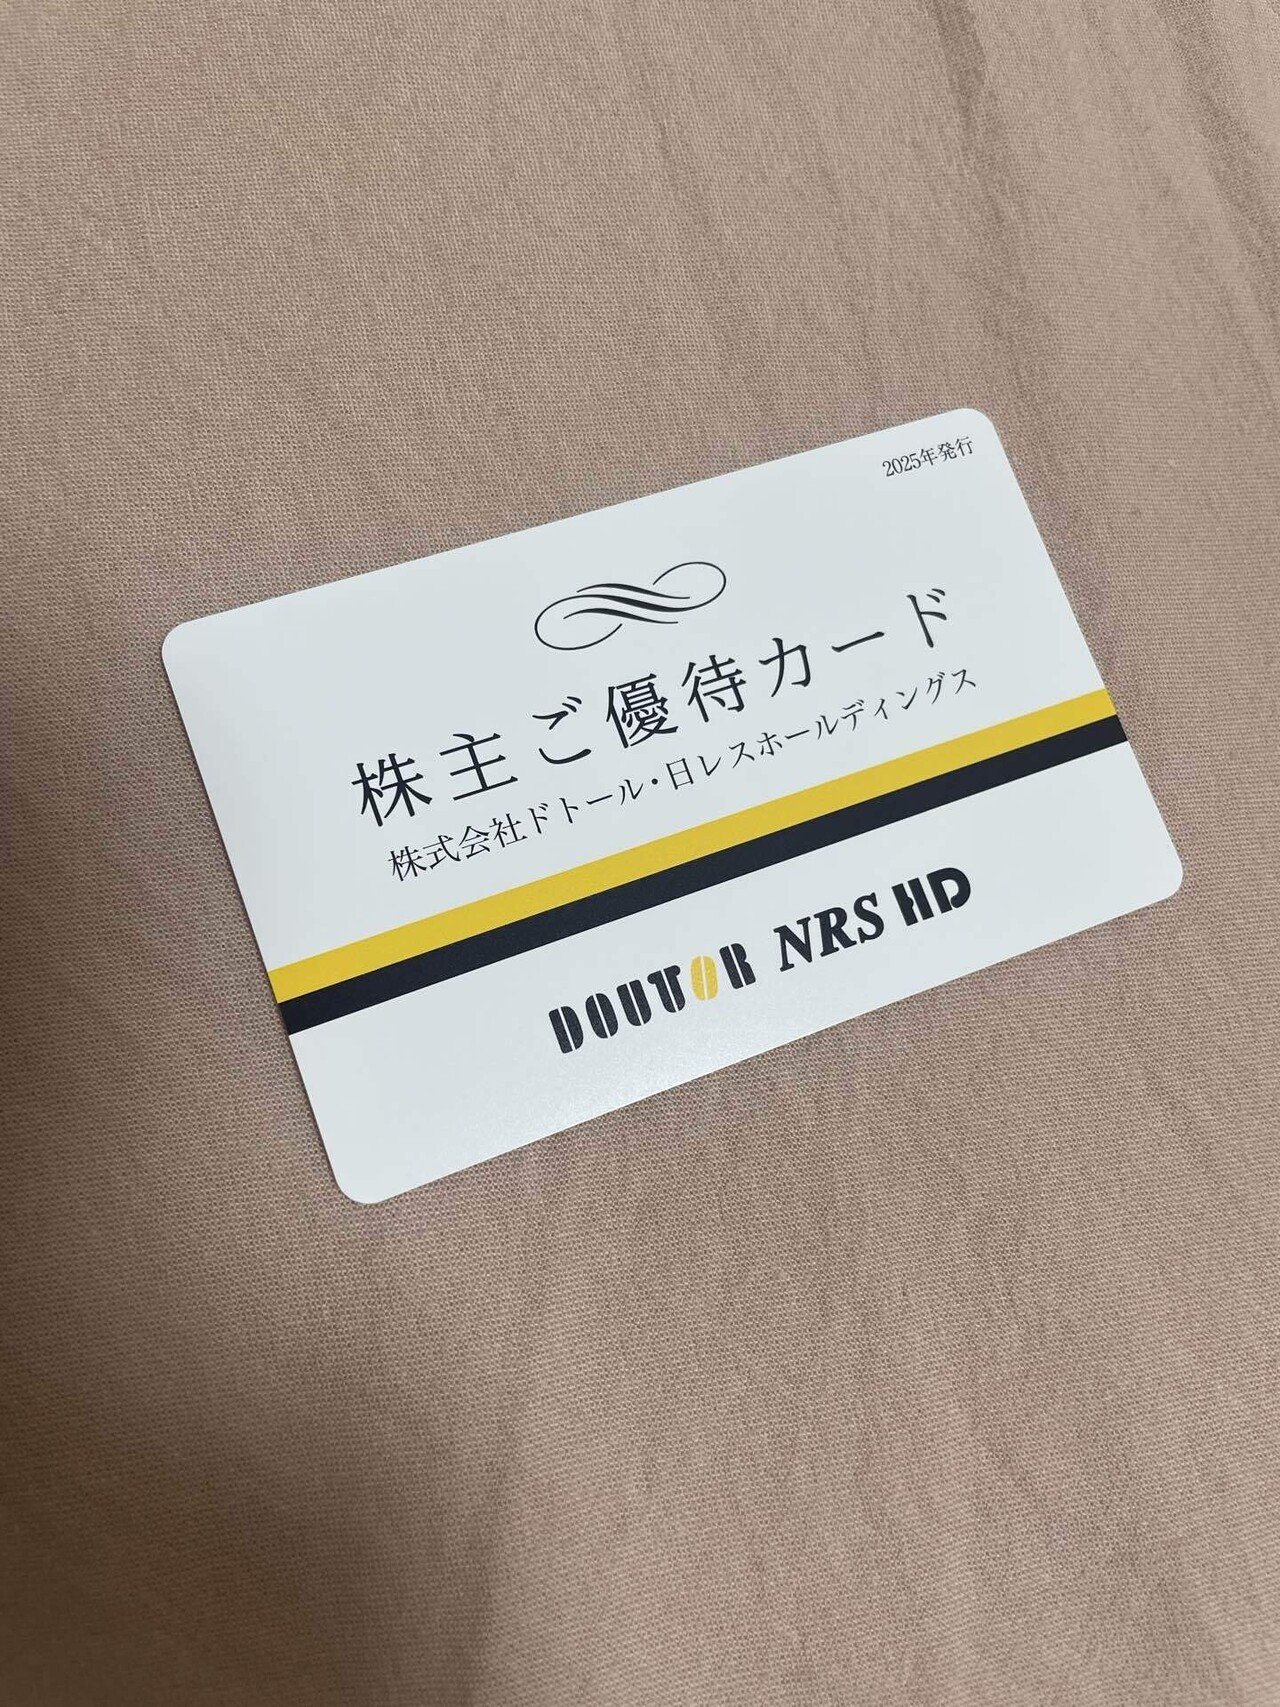 2025年発行
株主ご優待カード
株式会社ドトール・日レスホールディングス
DOUTOR NRS HD